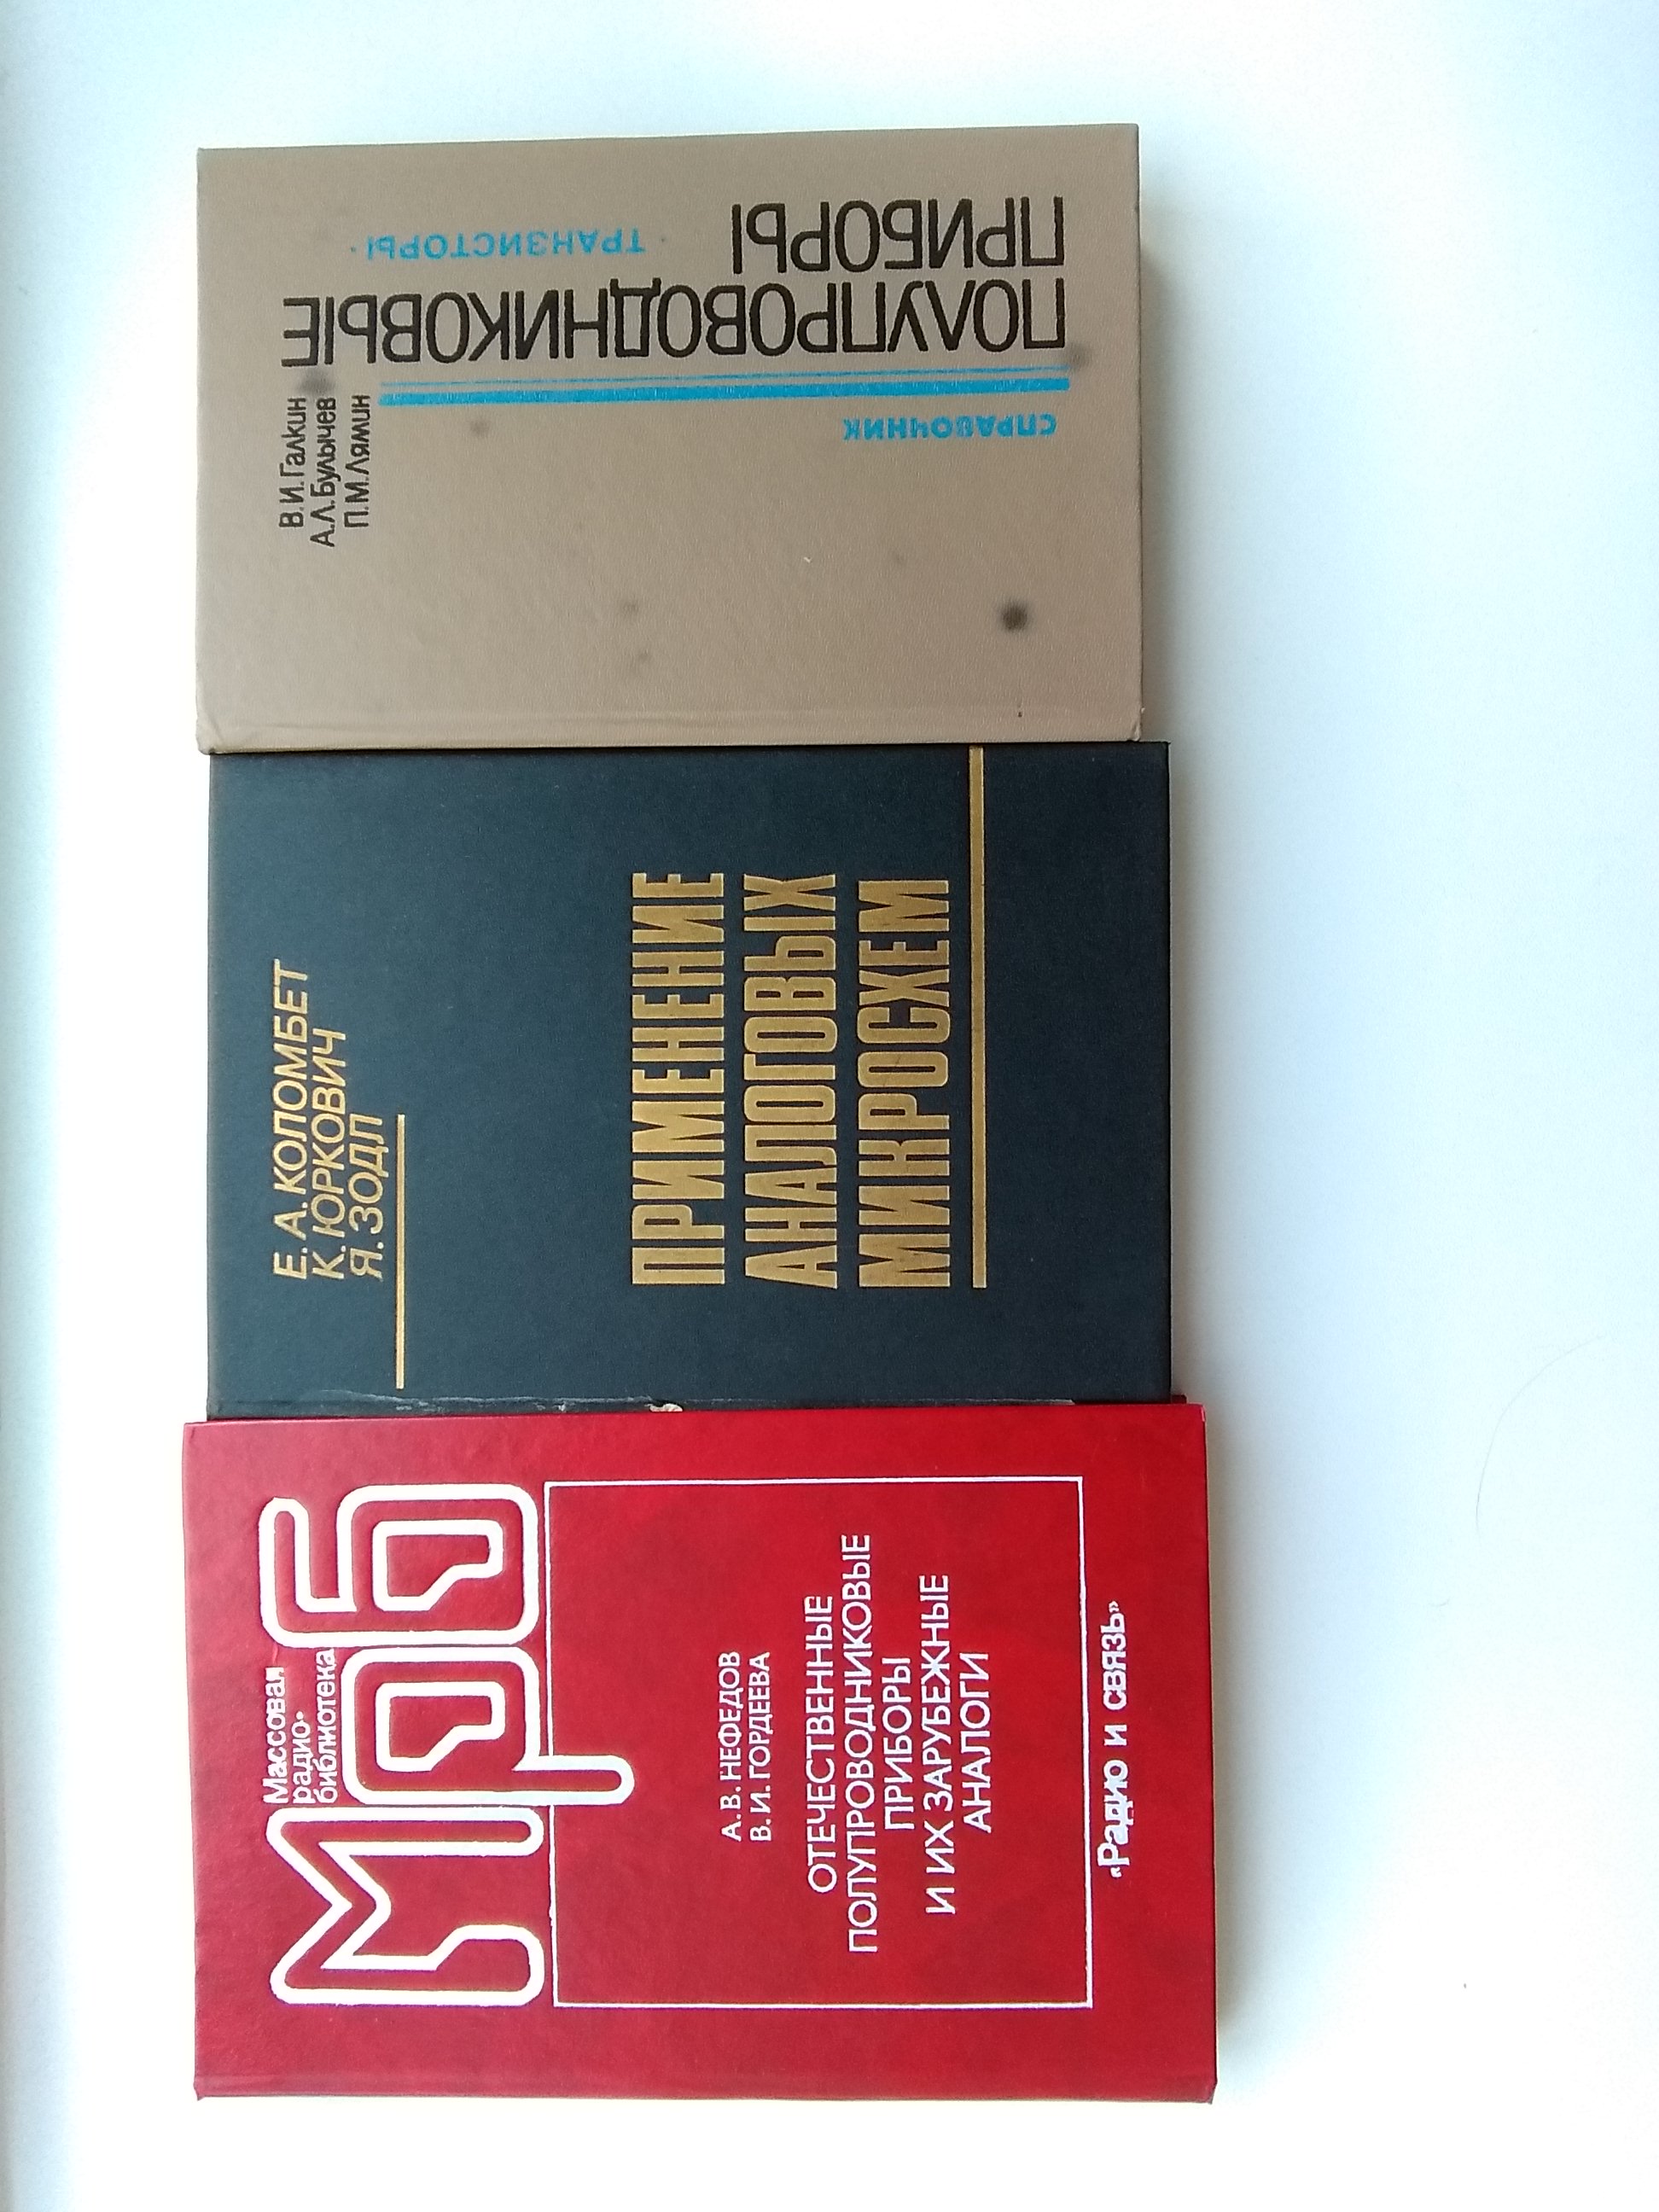 Массовая
радио-
библиотека
Мрб
А. В. НЕФЕДОВ
В. И. ГОРДЕЕВА
ОТЕЧЕСТВЕННЫЕ
ПОЛУПРОВОДНИКОВЫЕ
ПРИБОРЫ
И ИХ ЗАРУБЕЖНЫЕ
АНАЛОГИ
«Радио и связь»
Е. А. КОЛОМБЕТ
К. ЮРКОВИЧ
Я. ЗОДЛ
ПРИМЕНЕНИЕ
АНАЛОГОВЫХ
МИКРОСХЕМ
В. И. Галкин
А. Л. Булычев
П. М. Лямин
СПРАВОЧНИК
ПОЛУПРОВОДНИКОВЫЕ
ПРИБОРЫ
· ТРАНЗИСТОРЫ ·